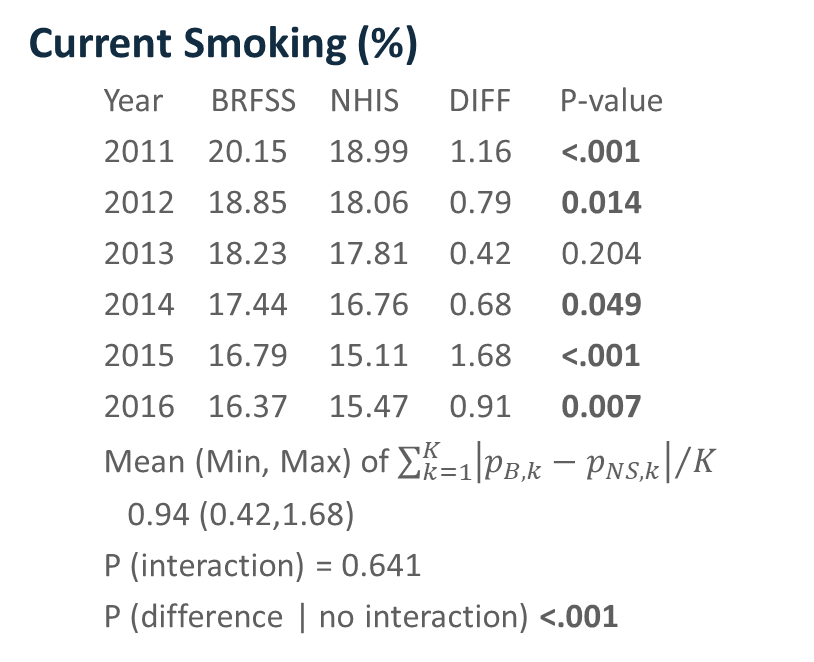 Current Smoking (%)
Year BRFSS NHIS DIFF P-value
2011 20.15 18.99 1.16 <.001
2012 18.85 18.06 0.79 0.014
2013 18.23 17.81 0.42 0.204
2014 17.44 16.76 0.68 0.049
2015 16.79 15.11 1.68 <.001
2016 16.37 15.47 0.91 0.007
Mean (Min, Max) of ∑_{k=1}^{K}|p_{B,k} − p_{NS,k}|/K
0.94 (0.42,1.68)
P (interaction) = 0.641
P (difference | no interaction) <.001